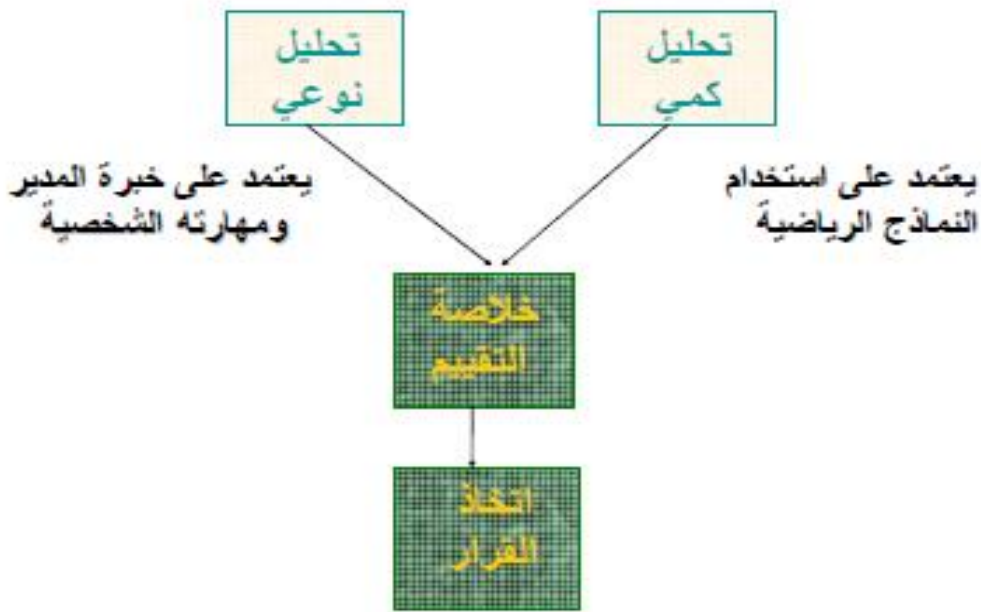 تحليل
كمي
تحليل
نوعي
يعتمد على استخدام
النماذج الرياضية
يعتمد على خبرة المدير
ومهارته الشخصية
خلاصة
التقييم
اتخاذ
القرار